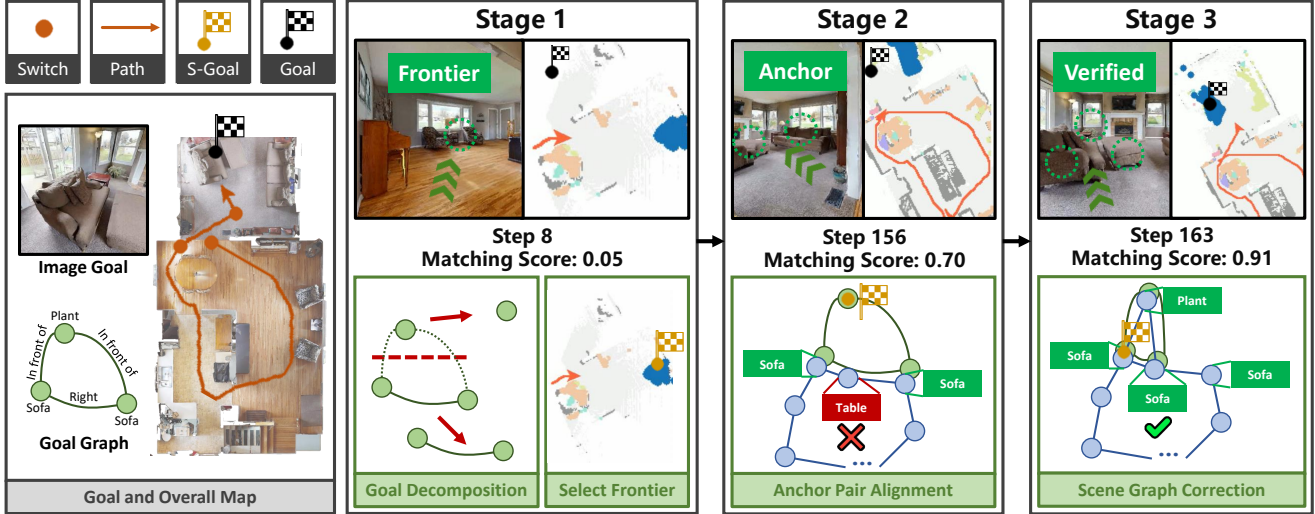 Switch
Path
S-Goal
Goal
Image Goal
Plant
In front of
In front of
Sofa
Right
Sofa
Goal Graph
Goal and Overall Map
Stage 1
Frontier
Step 8
Matching Score: 0.05
Goal Decomposition
Select Frontier
Stage 2
Anchor
Step 156
Matching Score: 0.70
Sofa
Sofa
Table
...
Anchor Pair Alignment
Stage 3
Verified
Step 163
Matching Score: 0.91
Plant
Sofa
Sofa
Sofa
...
Scene Graph Correction